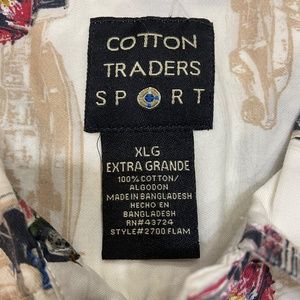 COTTON
TRADERS
SPORT
XLG
EXTRA GRANDE
100% COTTON/
ALGODON
MADE IN BANGLADESH
HECHO EN
BANGLADESH
RN#43724
STYLE#2700 FLAM